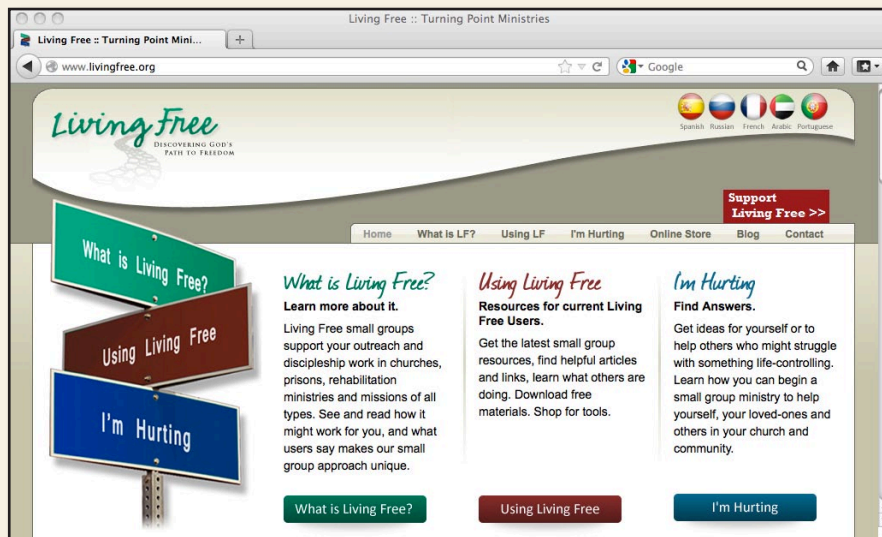 Living Free :: Turning Point Ministries
Living Free :: Turning Point Mini...
www.livingfree.org
Google
Living Free
DISCOVERING GOD'S
PATH TO FREEDOM
Spanish Russian French Arabic Portuguese
Support
Living Free >>
Home What is LF? Using LF I'm Hurting Online Store Blog Contact
What is Living Free?
Using Living Free
I'm Hurting
What is Living Free?
Learn more about it.
Living Free small groups
support your outreach and
discipleship work in churches,
prisons, rehabilitation
ministries and missions of all
types. See and read how it
might work for you, and what
users say makes our small
group approach unique.
What is Living Free?
Using Living Free
Resources for current Living
Free Users.
Get the latest small group
resources, find helpful articles
and links, learn what others are
doing. Download free
materials. Shop for tools.
Using Living Free
I'm Hurting
Find Answers.
Get ideas for yourself or to
help others who might struggle
with something life-controlling.
Learn how you can begin a
small group ministry to help
yourself, your loved-ones and
others in your church and
community.
I'm Hurting